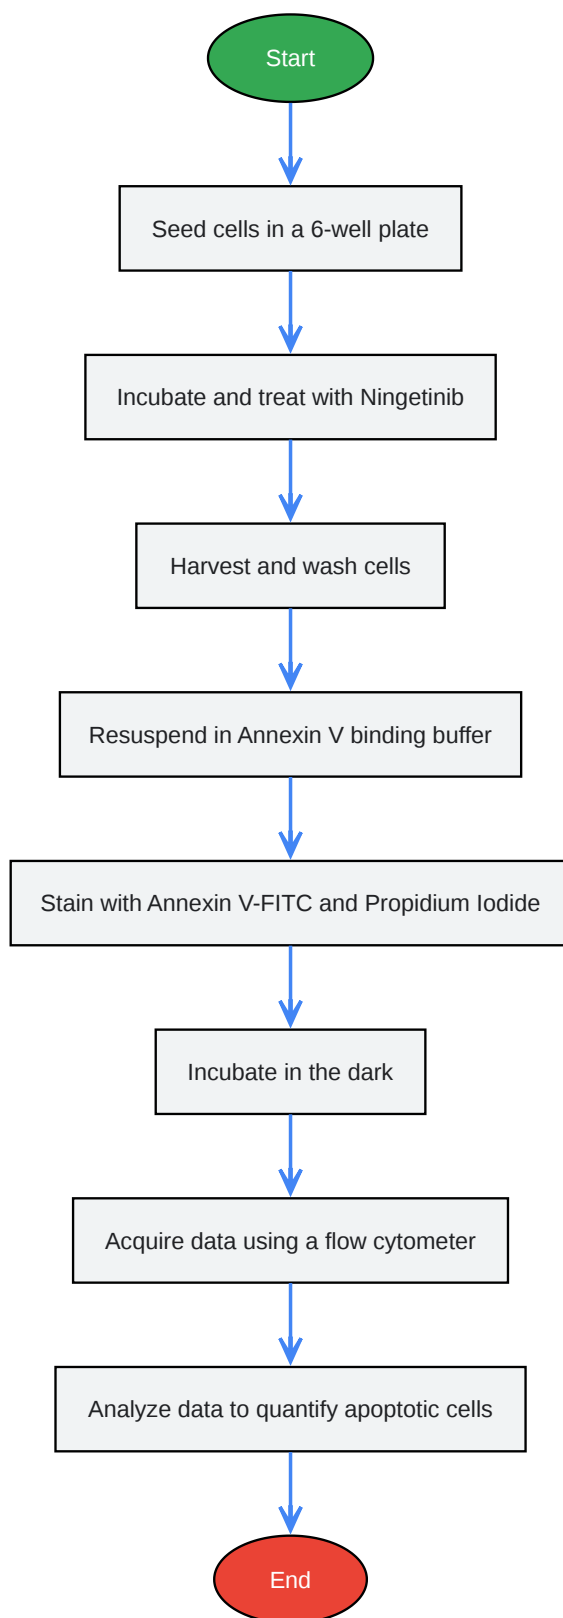 Start
Seed cells in a 6-well plate
Incubate and treat with Ningetinib
Harvest and wash cells
Resuspend in Annexin V binding buffer
Stain with Annexin V-FITC and Propidium Iodide
Incubate in the dark
Acquire data using a flow cytometer
Analyze data to quantify apoptotic cells
End